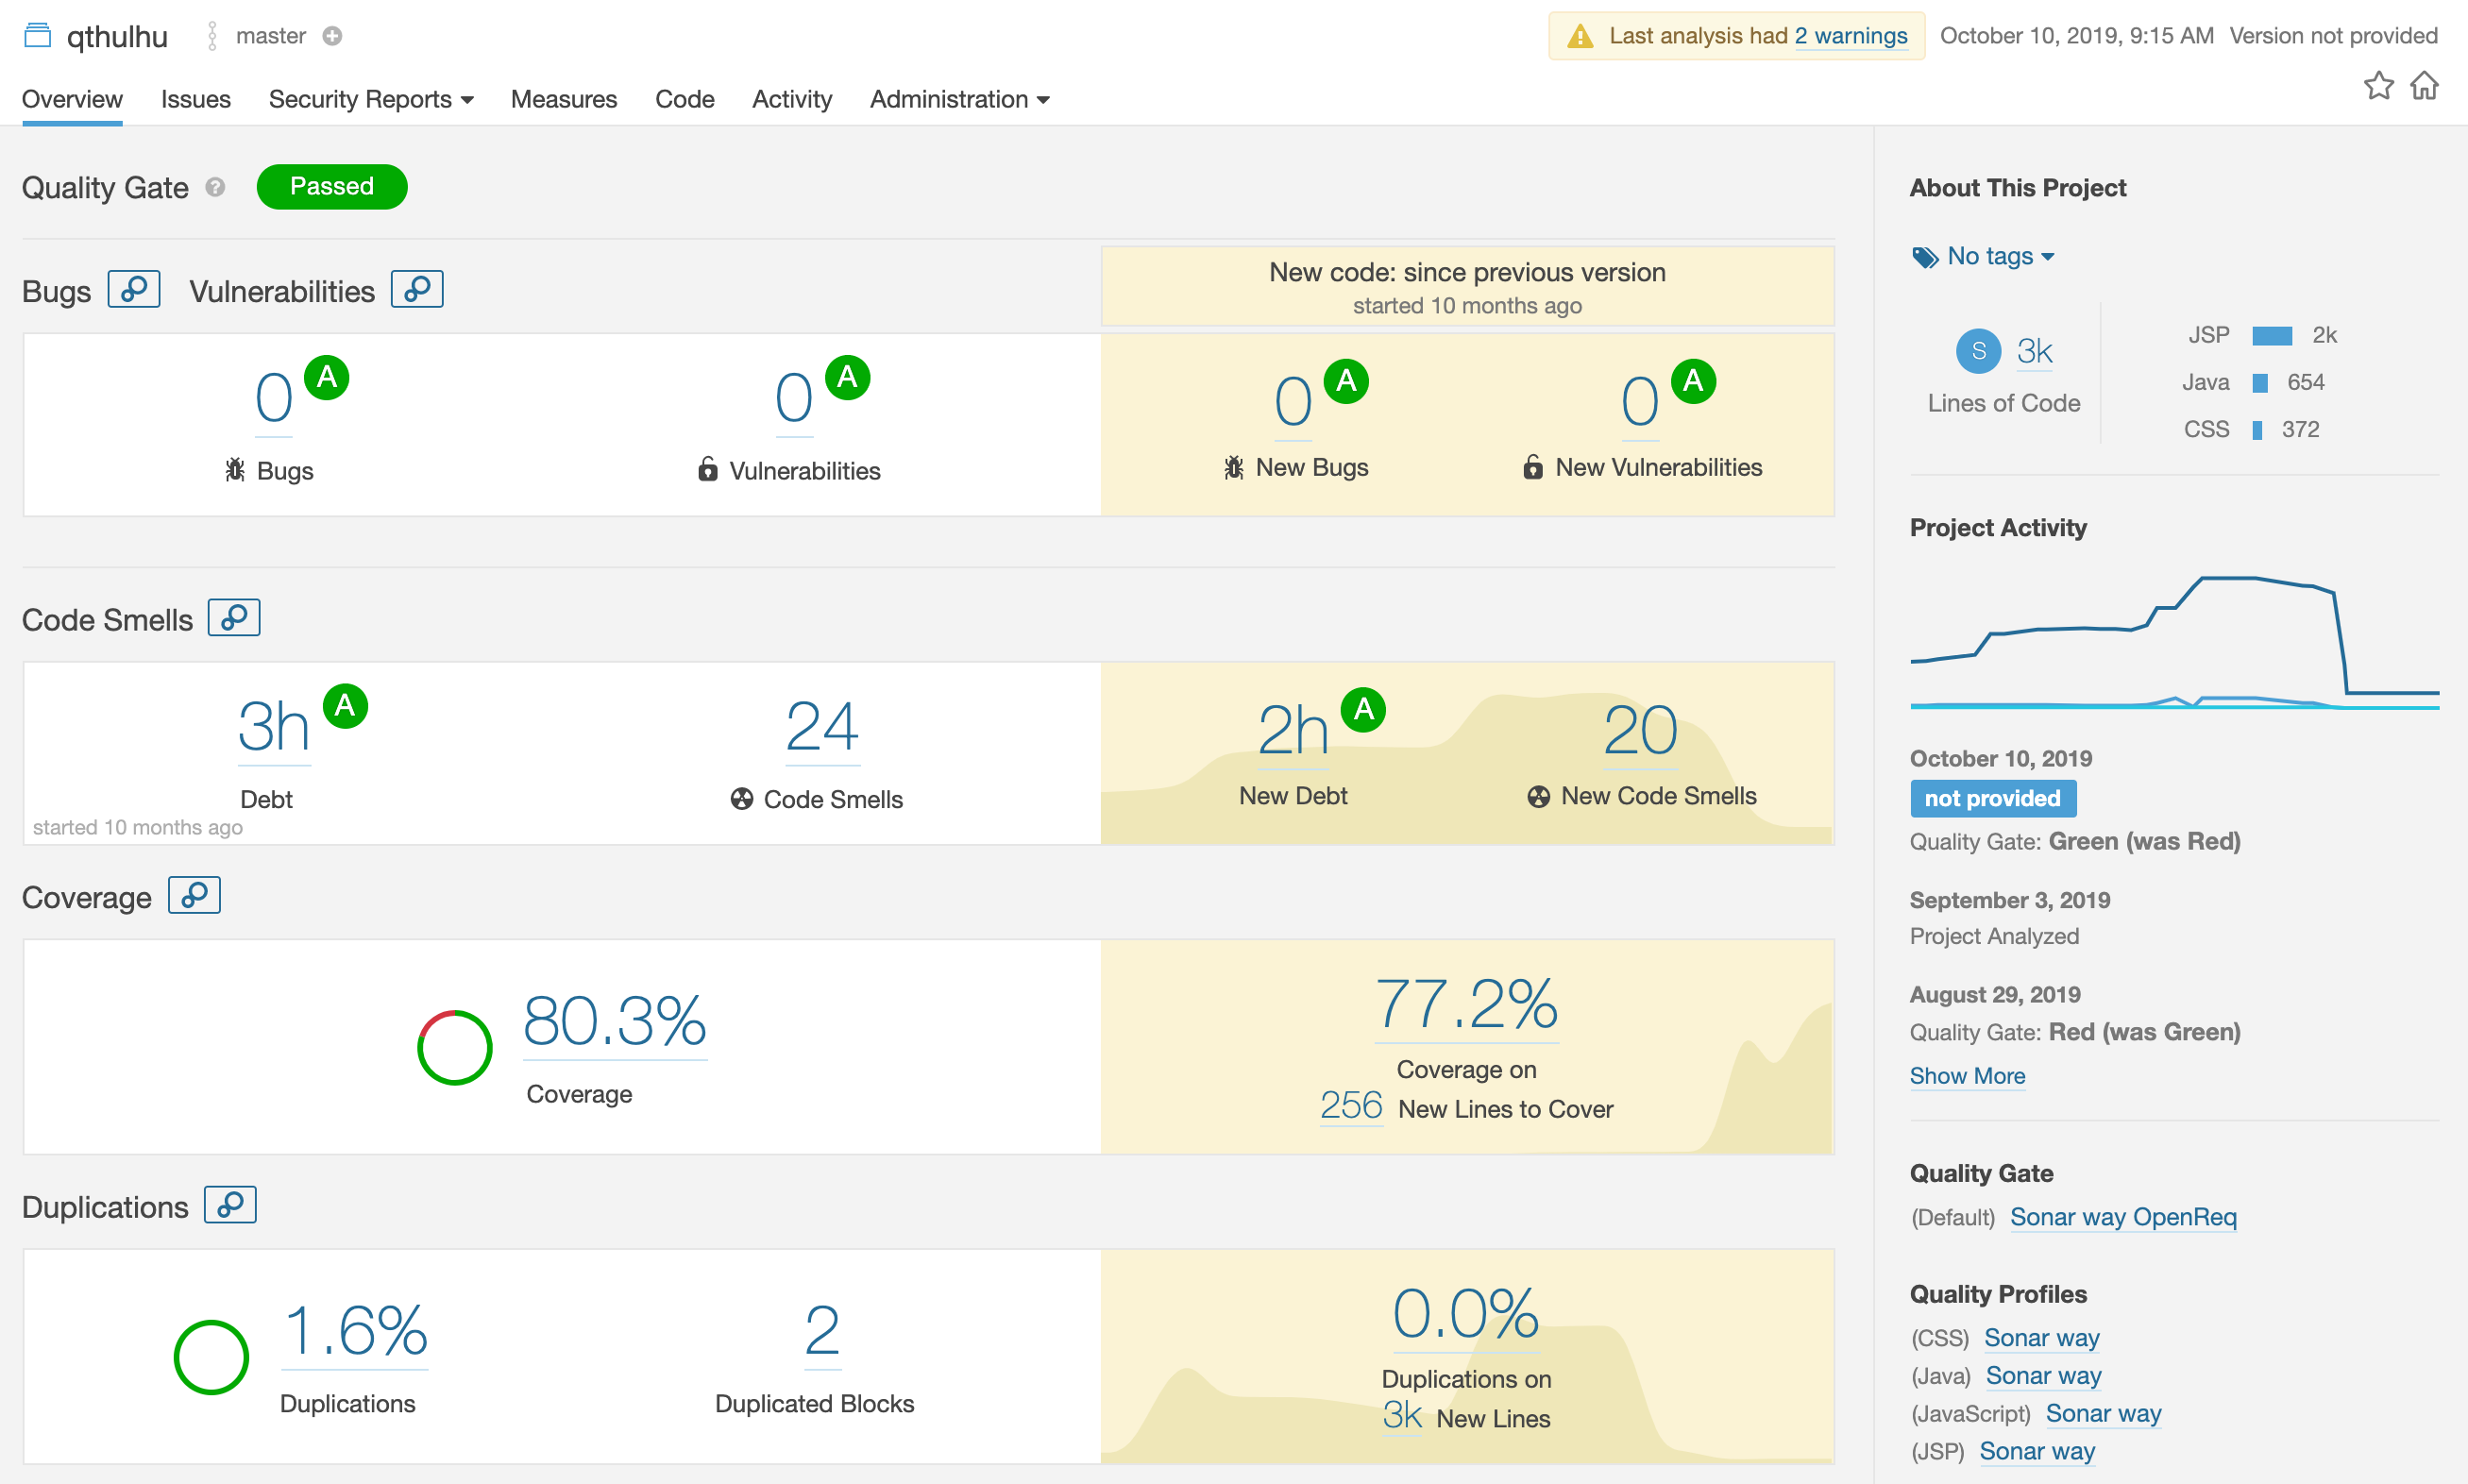 qthulhu
master
Last analysis had 2 warnings
October 10, 2019, 9:15 AM Version not provided
Overview Issues Security Reports Measures Code Activity Administration
Quality Gate ? Passed
Bugs Vulnerabilities
New code: since previous version
started 10 months ago
0 A
Bugs
0 A
Vulnerabilities
0 A
New Bugs
0 A
New Vulnerabilities
Code Smells
3h A
Debt
started 10 months ago
24
Code Smells
2h A
New Debt
20
New Code Smells
Coverage
80.3%
Coverage
77.2%
Coverage on
256 New Lines to Cover
Duplications
1.6%
Duplications
2
Duplicated Blocks
0.0%
Duplications on
3k New Lines
About This Project
No tags
S 3k
Lines of Code
JSP 2k
Java 654
CSS 372
Project Activity
October 10, 2019
not provided
Quality Gate: Green (was Red)
September 3, 2019
Project Analyzed
August 29, 2019
Quality Gate: Red (was Green)
Show More
Quality Gate
(Default) Sonar way OpenReq
Quality Profiles
(CSS) Sonar way
(Java) Sonar way
(JavaScript) Sonar way
(JSP) Sonar way